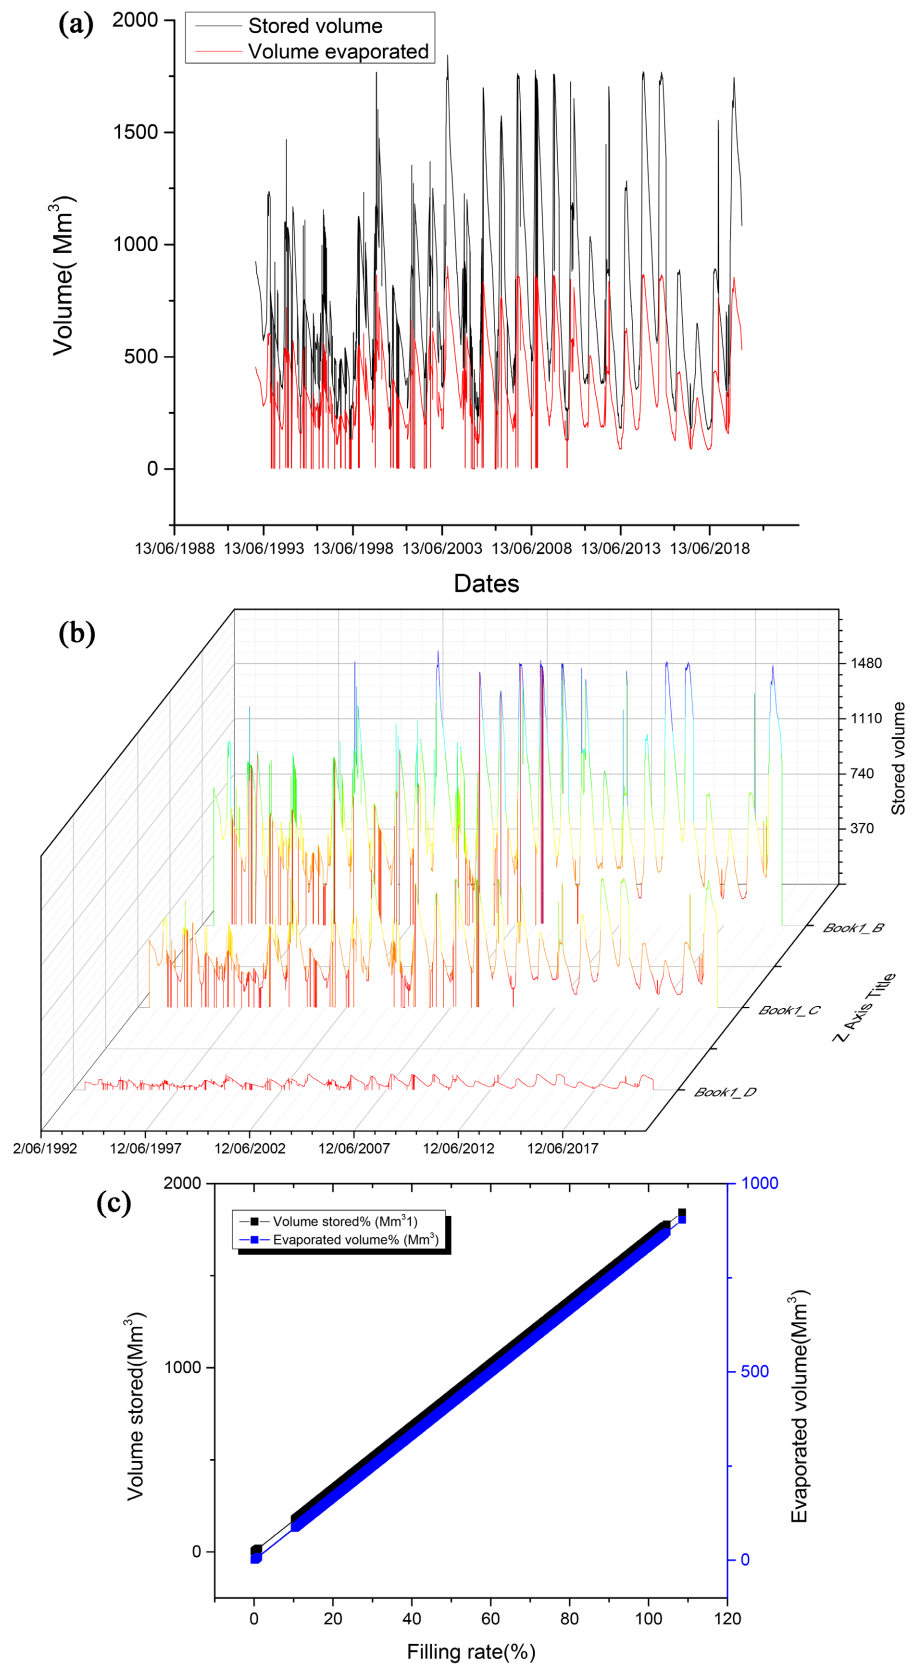 (a)
Stored volume
Volume evaporated
Volume( Mm³)
2000
1500
1000
500
0
13/06/1988 13/06/1993 13/06/1998 13/06/2003 13/06/2008 13/06/2013 13/06/2018
Dates
(b)
1480
1110
740
370
Stored volume
Book1_B
Book1_C
Book1_D
Z Axis Title
2/06/1992 12/06/1997 12/06/2002 12/06/2007 12/06/2012 12/06/2017
(c)
Volume stored% (Mm³1)
Evaporated volume% (Mm³)
Volume stored(Mm³)
2000
1000
0
1000
500
0
Evaporated volume(Mm³)
0 20 40 60 80 100 120
Filling rate(%)